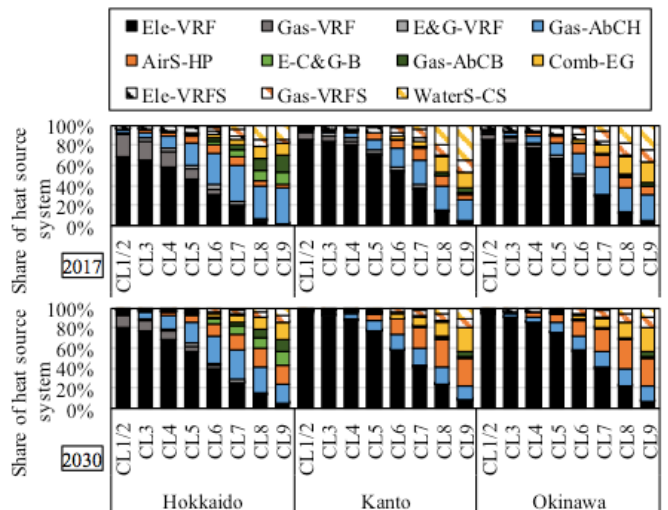 Ele-VRF Gas-VRF E&G-VRF Gas-AbCH
AirS-HP E-C&G-B Gas-AbCB Comb-EG
Ele-VRFS Gas-VRFS WaterS-CS
Share of heat source
system
100%
80%
60%
40%
20%
0%
2017
CL1/2 CL3 CL4 CL5 CL6 CL7 CL8 CL9 CL1/2 CL3 CL4 CL5 CL6 CL7 CL8 CL9 CL1/2 CL3 CL4 CL5 CL6 CL7 CL8 CL9
Share of heat source
system
100%
80%
60%
40%
20%
0%
2030
CL1/2 CL3 CL4 CL5 CL6 CL7 CL8 CL9 CL1/2 CL3 CL4 CL5 CL6 CL7 CL8 CL9 CL1/2 CL3 CL4 CL5 CL6 CL7 CL8 CL9
Hokkaido Kanto Okinawa